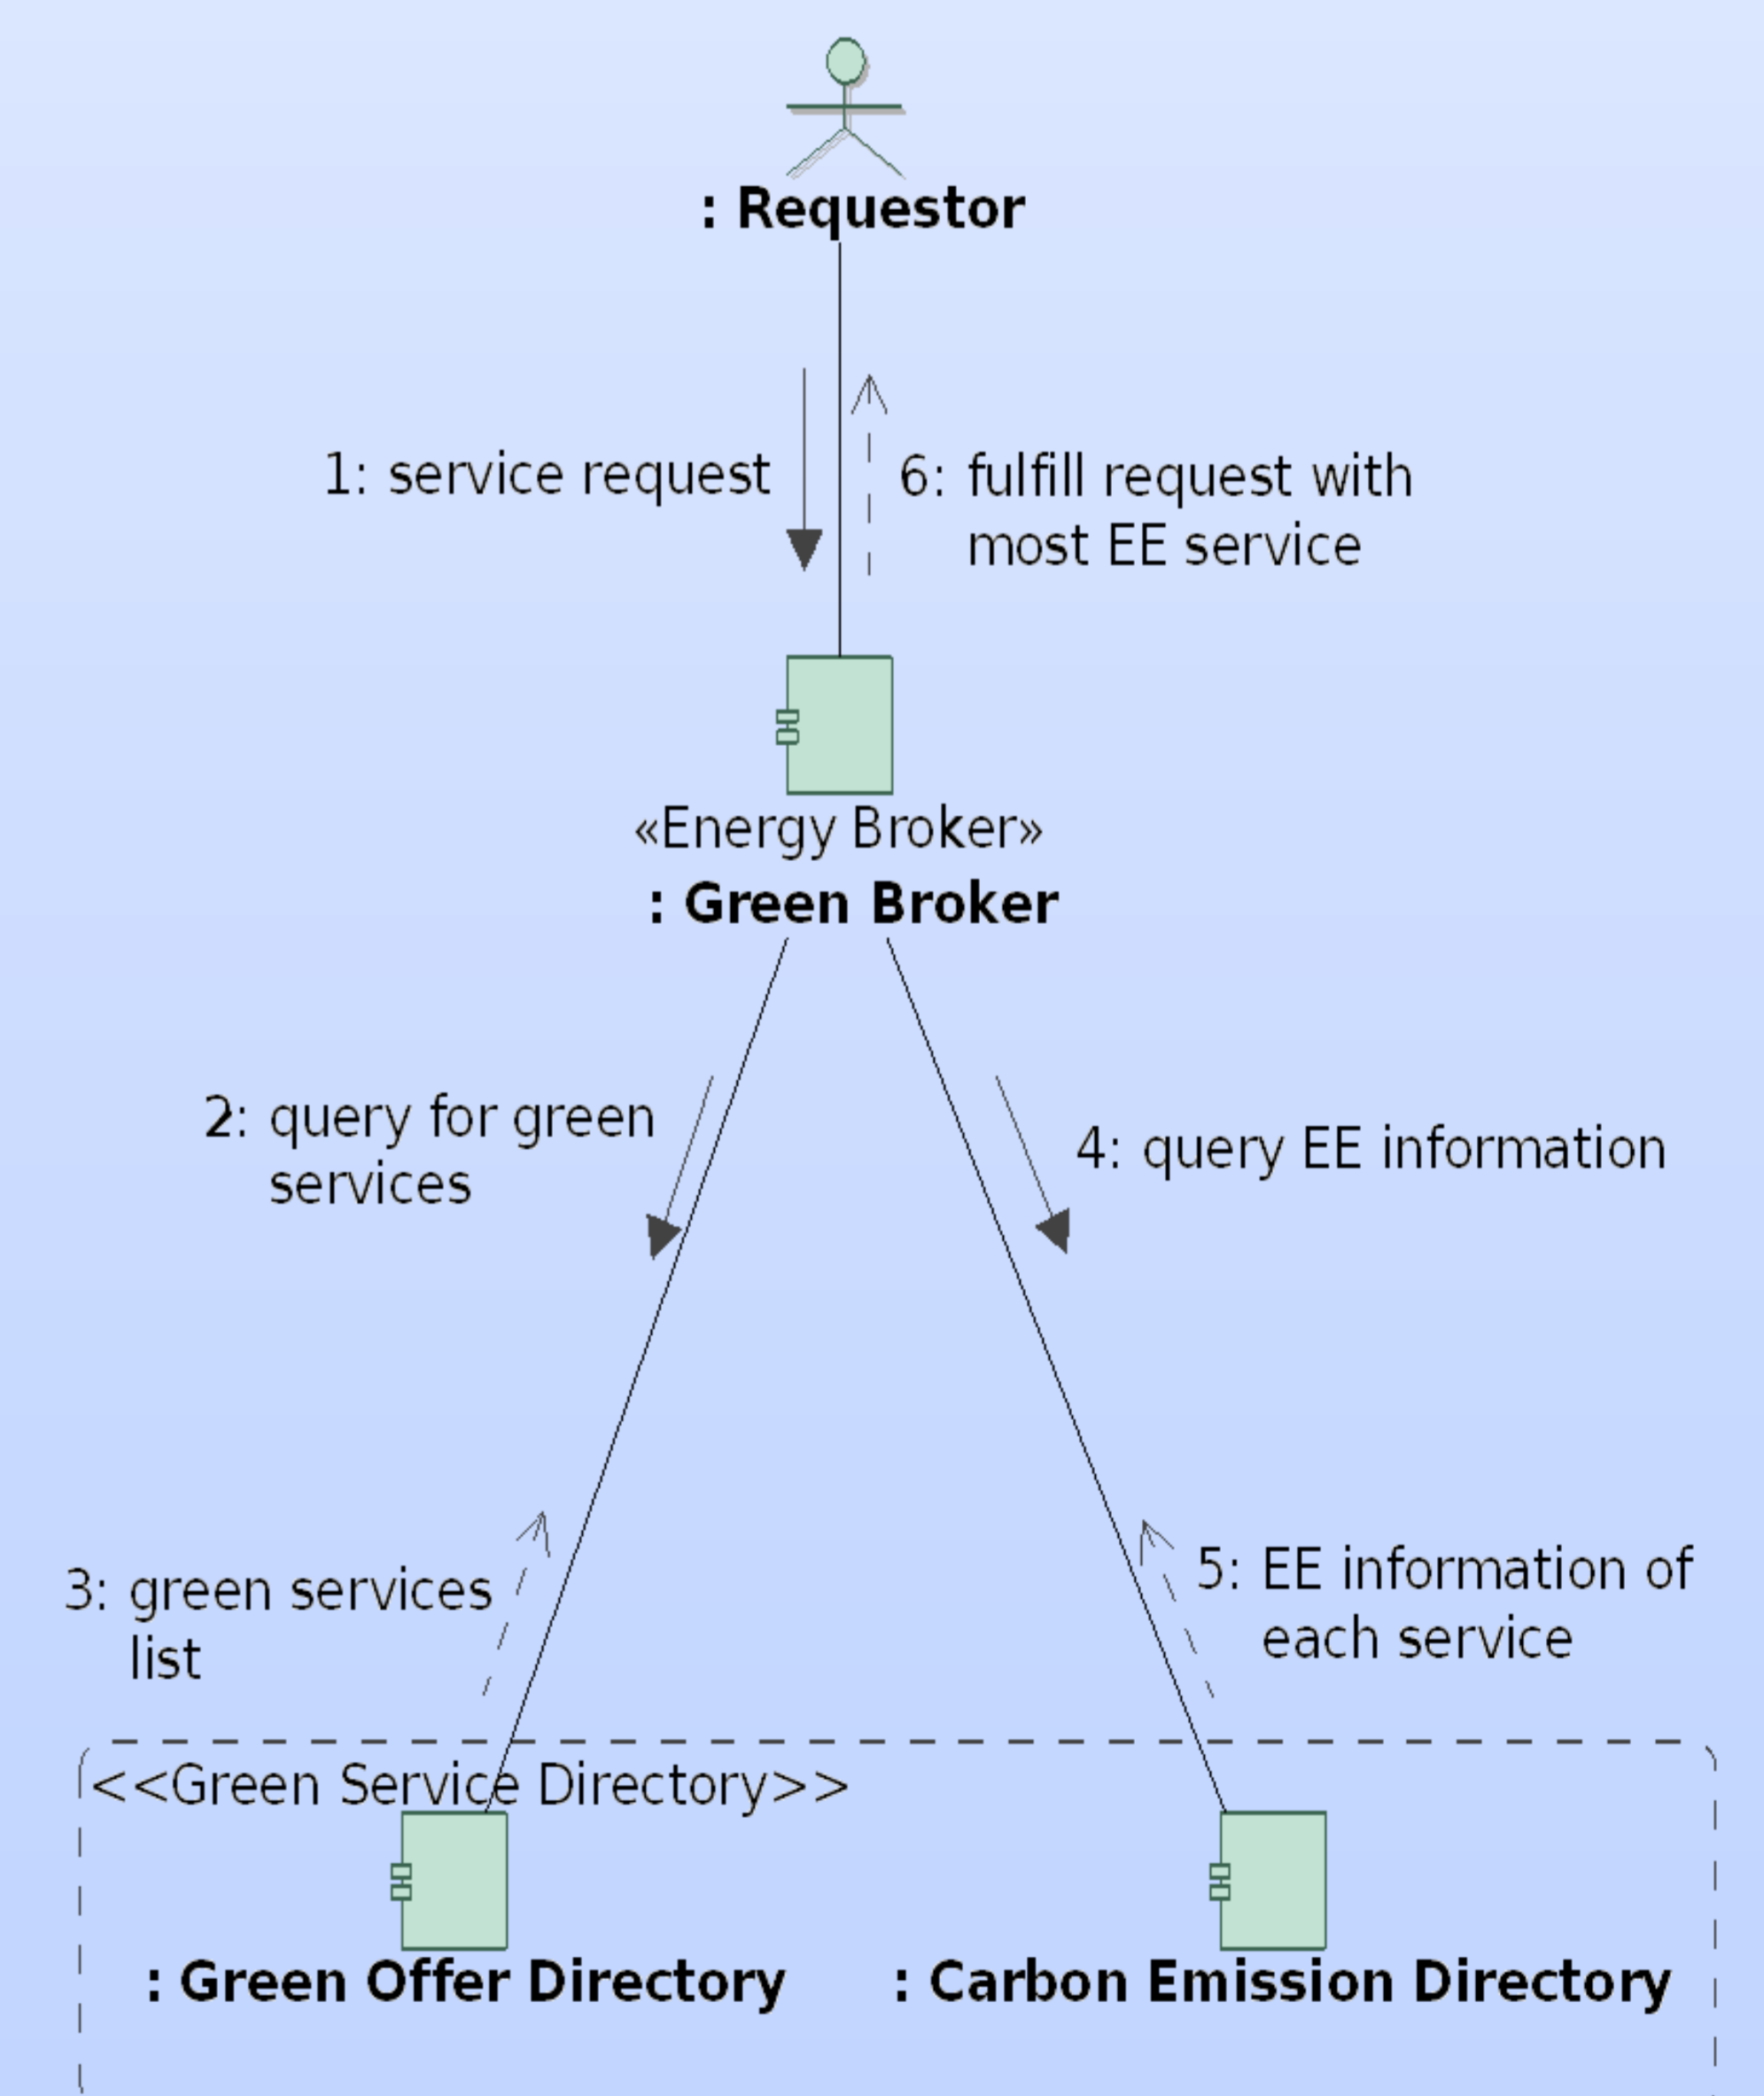 : Requestor
1: service request
6: fulfill request with
most EE service
«Energy Broker»
: Green Broker
2: query for green
services
4: query EE information
3: green services
list
5: EE information of
each service
<<Green Service Directory>>
: Green Offer Directory
: Carbon Emission Directory